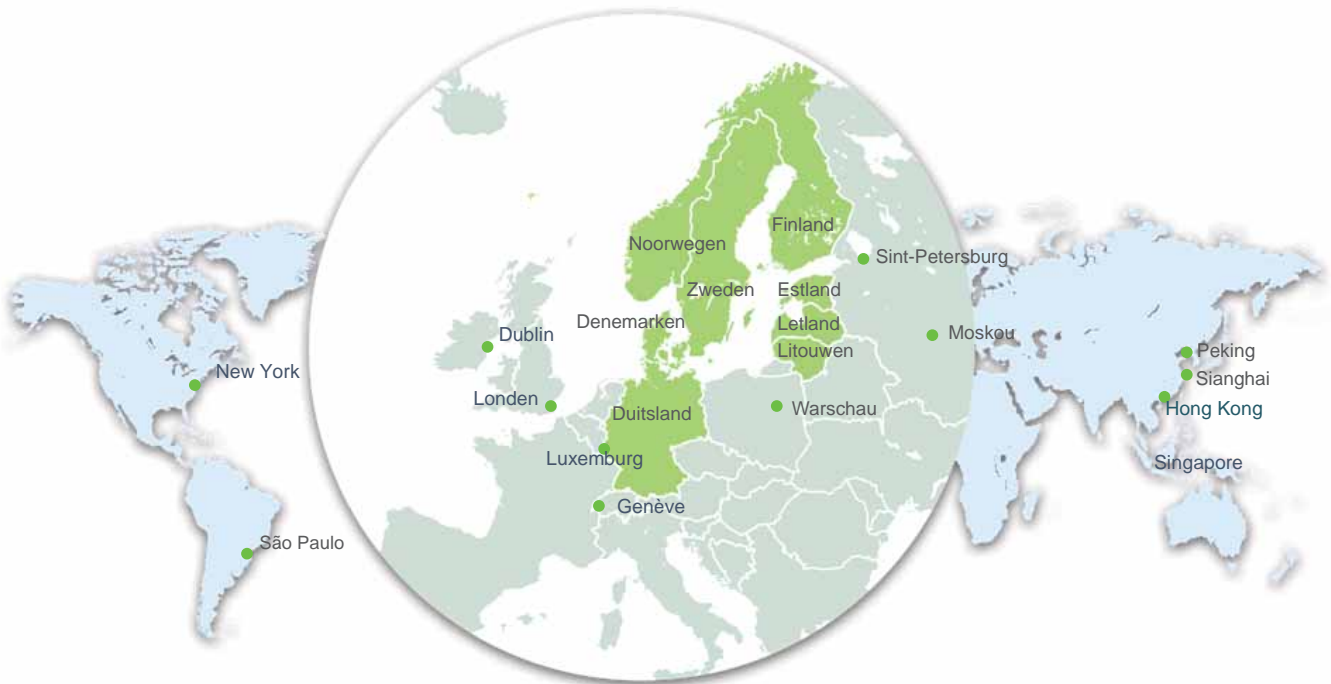 Finland
Noorwegen
Sint-Petersburg
Zweden
Estland
Denemarken
Letland
Dublin
Moskou
Litouwen
Peking
New York
Sianghai
Londen
Duitsland
Warschau
Hong Kong
Luxemburg
Singapore
Genève
São Paulo